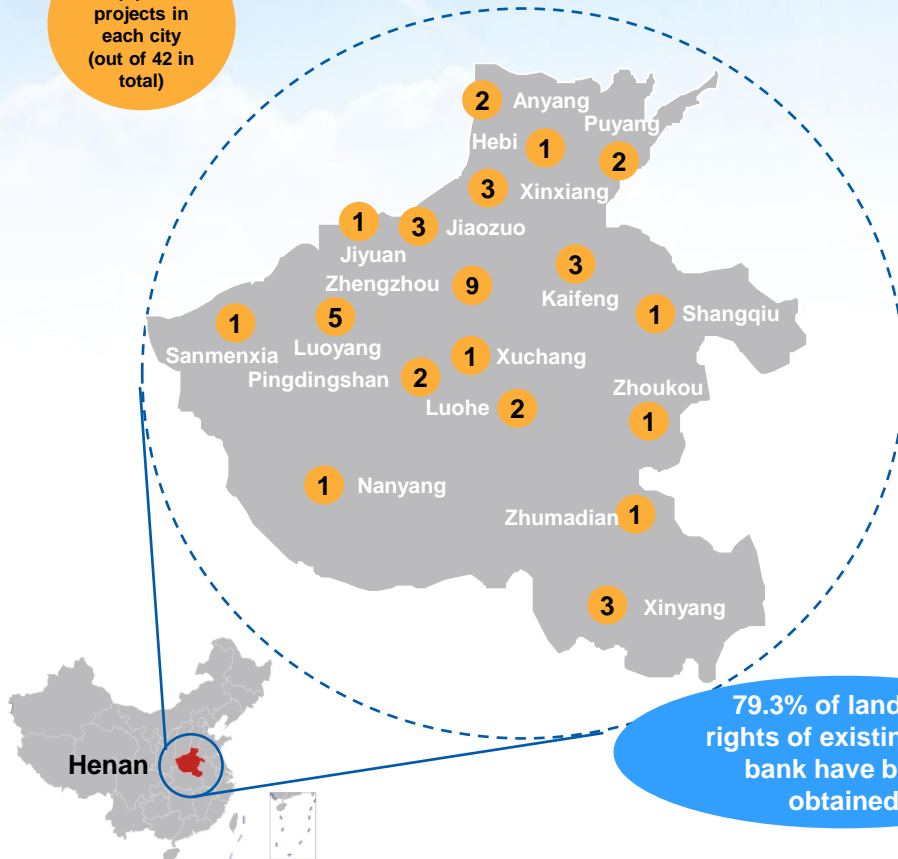 projects in
each city
(out of 42 in
total)
2 Anyang
Puyang
Hebi 1
2
3 Xinxiang
1 3 Jiaozuo
Jiyuan
3
Zhengzhou 9
Kaifeng
1 5 1 Shangqiu
Sanmenxia Luoyang
1 Xuchang
Pingdingshan 2
Zhoukou
Luohe 2
1
1 Nanyang
Zhumadian 1
3 Xinyang
79.3% of land
rights of existin
bank have b
obtained
Henan